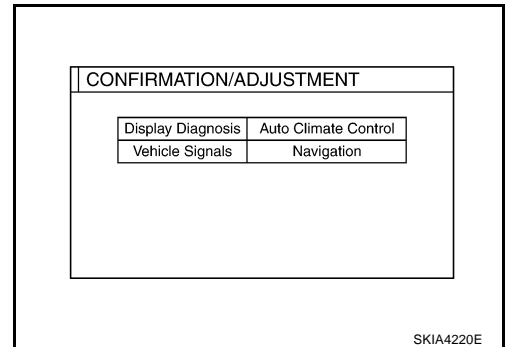 CONFIRMATION/ADJUSTMENT
Display Diagnosis Auto Climate Control
Vehicle Signals Navigation
SKIA4220E